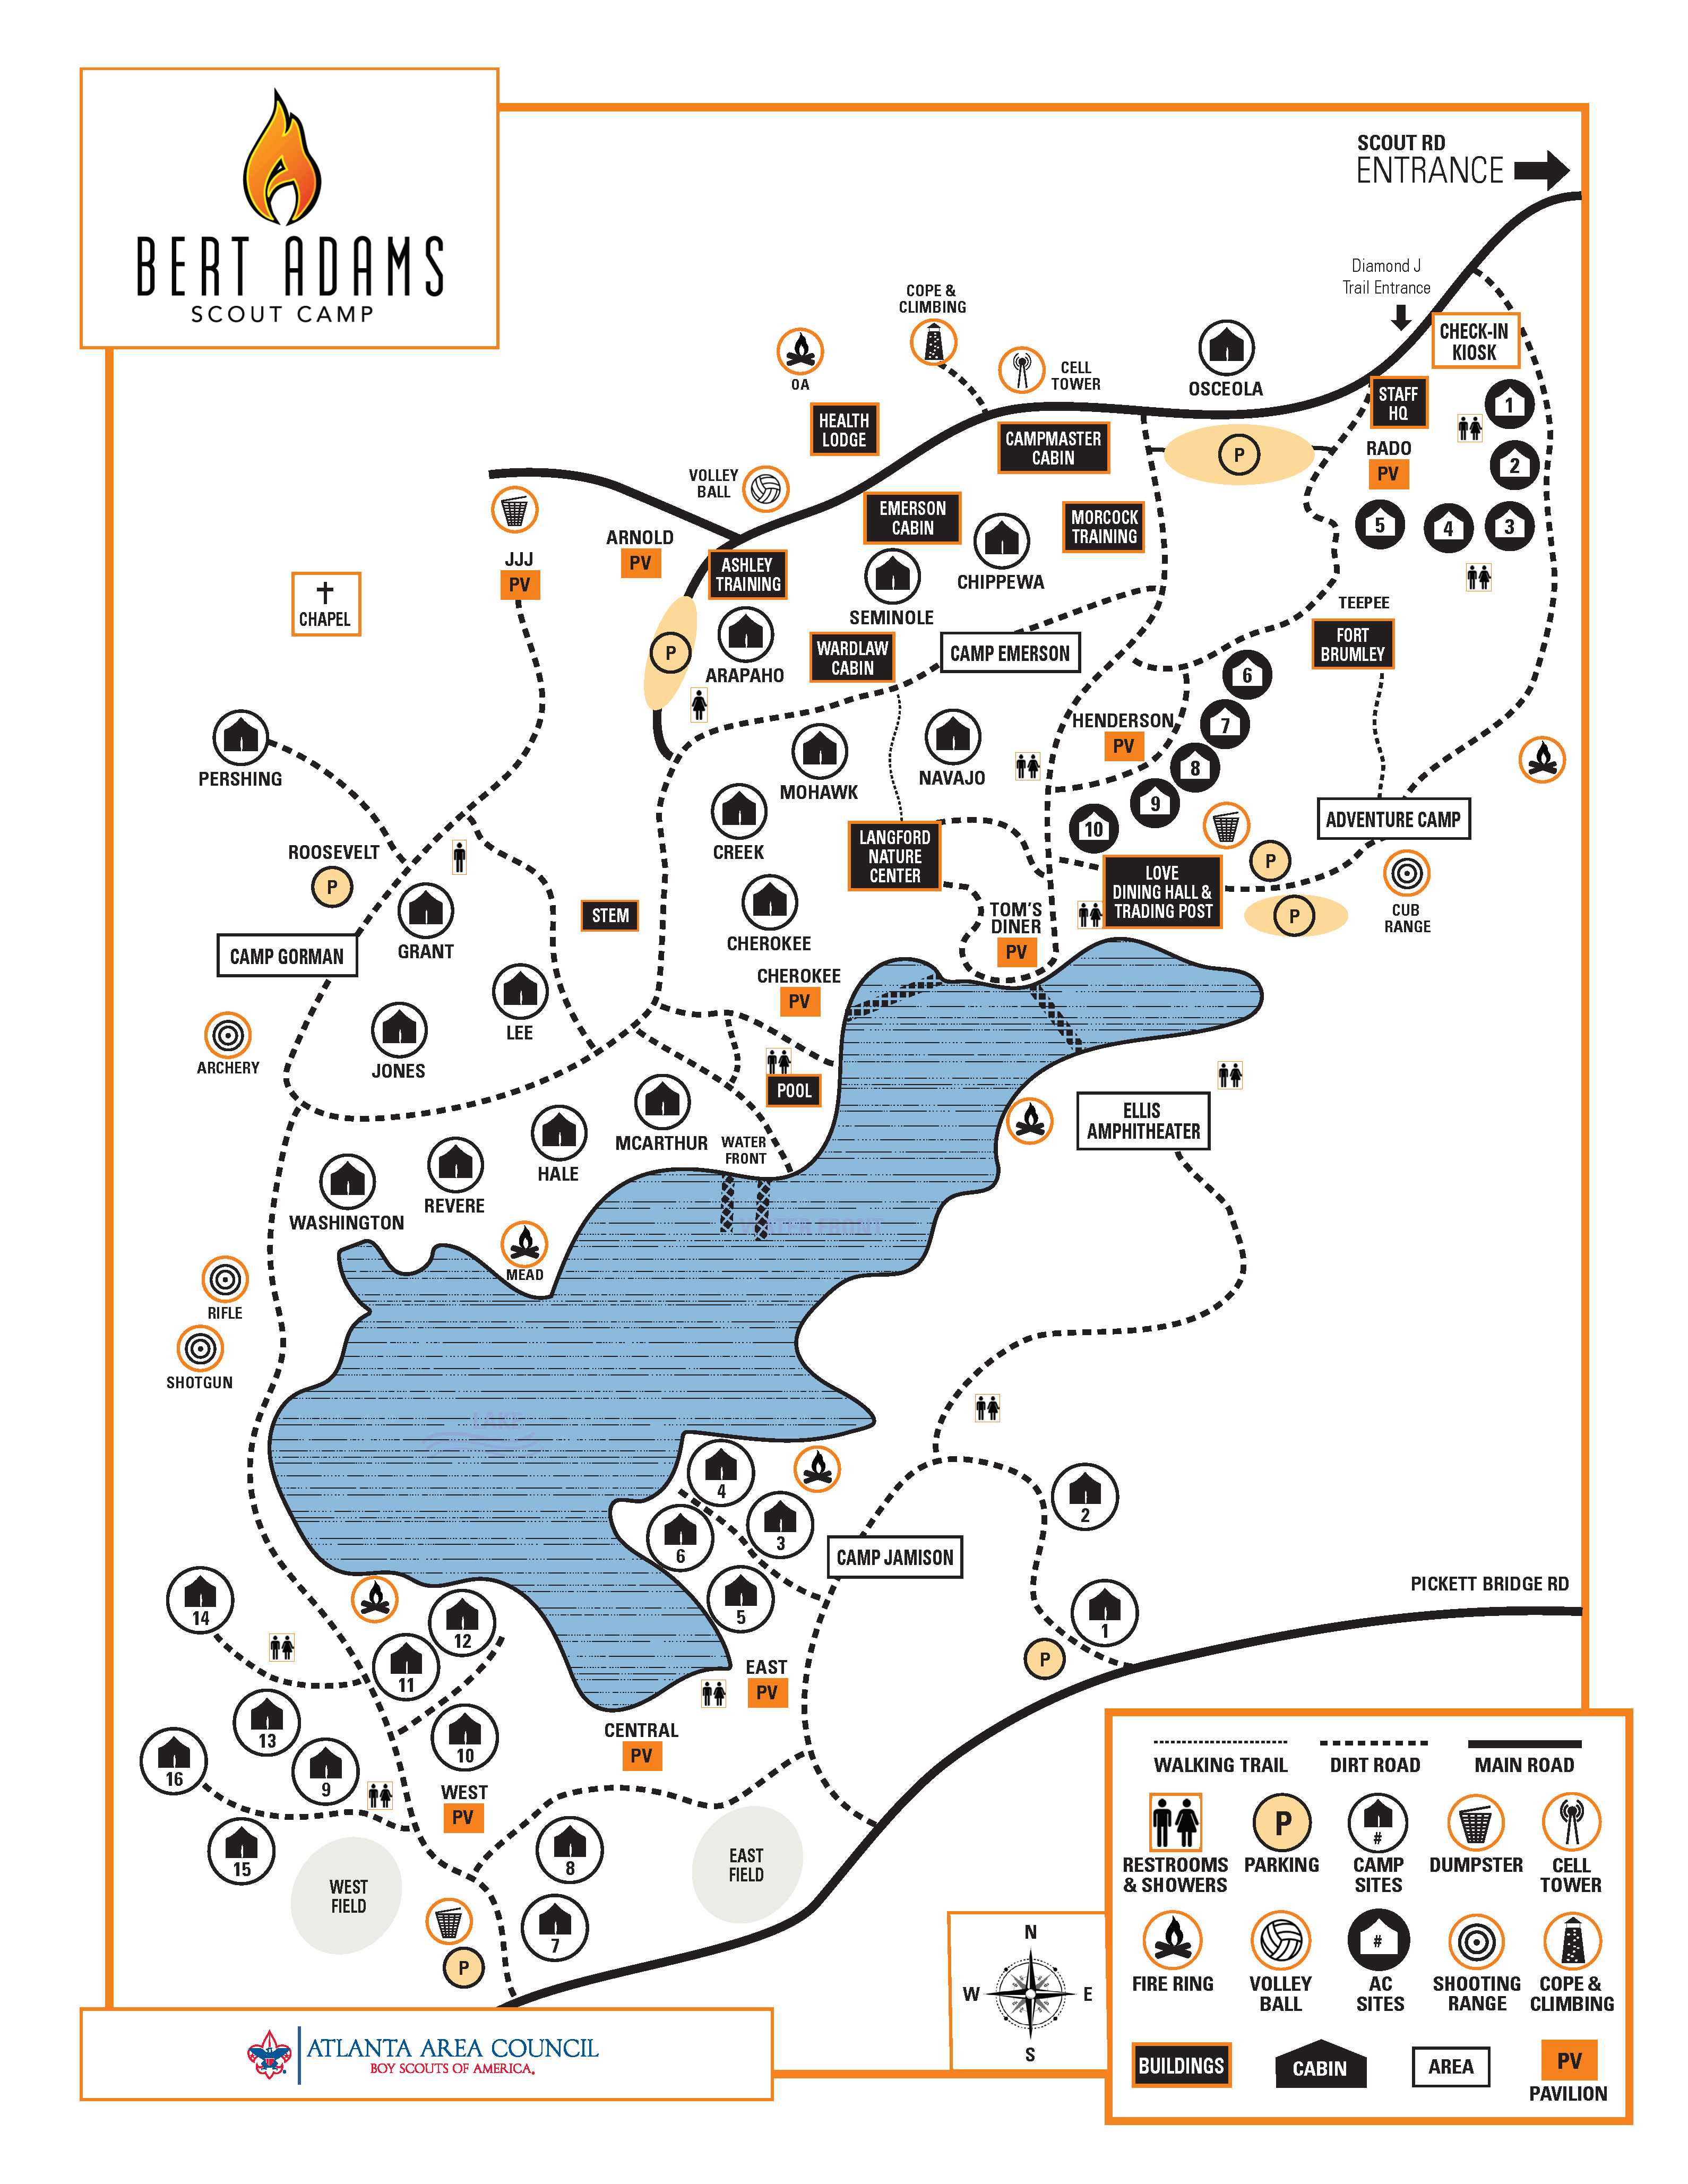 BERT ADAMS
SCOUT CAMP
SCOUT RD
ENTRANCE
Diamond J
Trail Entrance
CHECK-IN
KIOSK
COPE &
CLIMBING
OA
CELL
TOWER
OSCEOLA
STAFF
HQ
1
HEALTH
LODGE
CAMPMASTER
CABIN
P
RADO
PV
2
VOLLEY
BALL
EMERSON
CABIN
MORCOCK
TRAINING
5
4
3
ARNOLD
PV
JJJ
PV
ASHLEY
TRAINING
CHIPPEWA
SEMINOLE
CHAPEL
TEEPEE
FORT
BRUMLEY
P
ARAPAHO
WARDLAW
CABIN
CAMP EMERSON
6
PERSHING
HENDERSON
PV
7
MOHAWK
NAVAJO
8
9
10
CREEK
ADVENTURE CAMP
LANGFORD
NATURE
CENTER
ROOSEVELT
P
LOVE
DINING HALL &
TRADING POST
P
P
STEM
TOM'S
DINER
PV
CUB
RANGE
GRANT
CAMP GORMAN
CHEROKEE
CHEROKEE
PV
LEE
ARCHERY
JONES
POOL
ELLIS
AMPHITHEATER
MCARTHUR
WATER
FRONT
HALE
REVERE
WASHINGTON
WATER FRONT
MEAD
RIFLE
SHOTGUN
LAKE
4
3
2
6
CAMP JAMISON
5
1
PICKETT BRIDGE RD
14
12
11
P
EAST
PV
13
CENTRAL
PV
10
16
9
WEST
PV
15
8
EAST
FIELD
WEST
FIELD
7
P
WALKING TRAIL
DIRT ROAD
MAIN ROAD
P
#
RESTROOMS
& SHOWERS
PARKING
CAMP
SITES
DUMPSTER
CELL
TOWER
#
FIRE RING
VOLLEY
BALL
AC
SITES
SHOOTING
RANGE
COPE &
CLIMBING
BUILDINGS
CABIN
AREA
PV
PAVILION
N
W
E
S
ATLANTA AREA COUNCIL
BOY SCOUTS OF AMERICA.